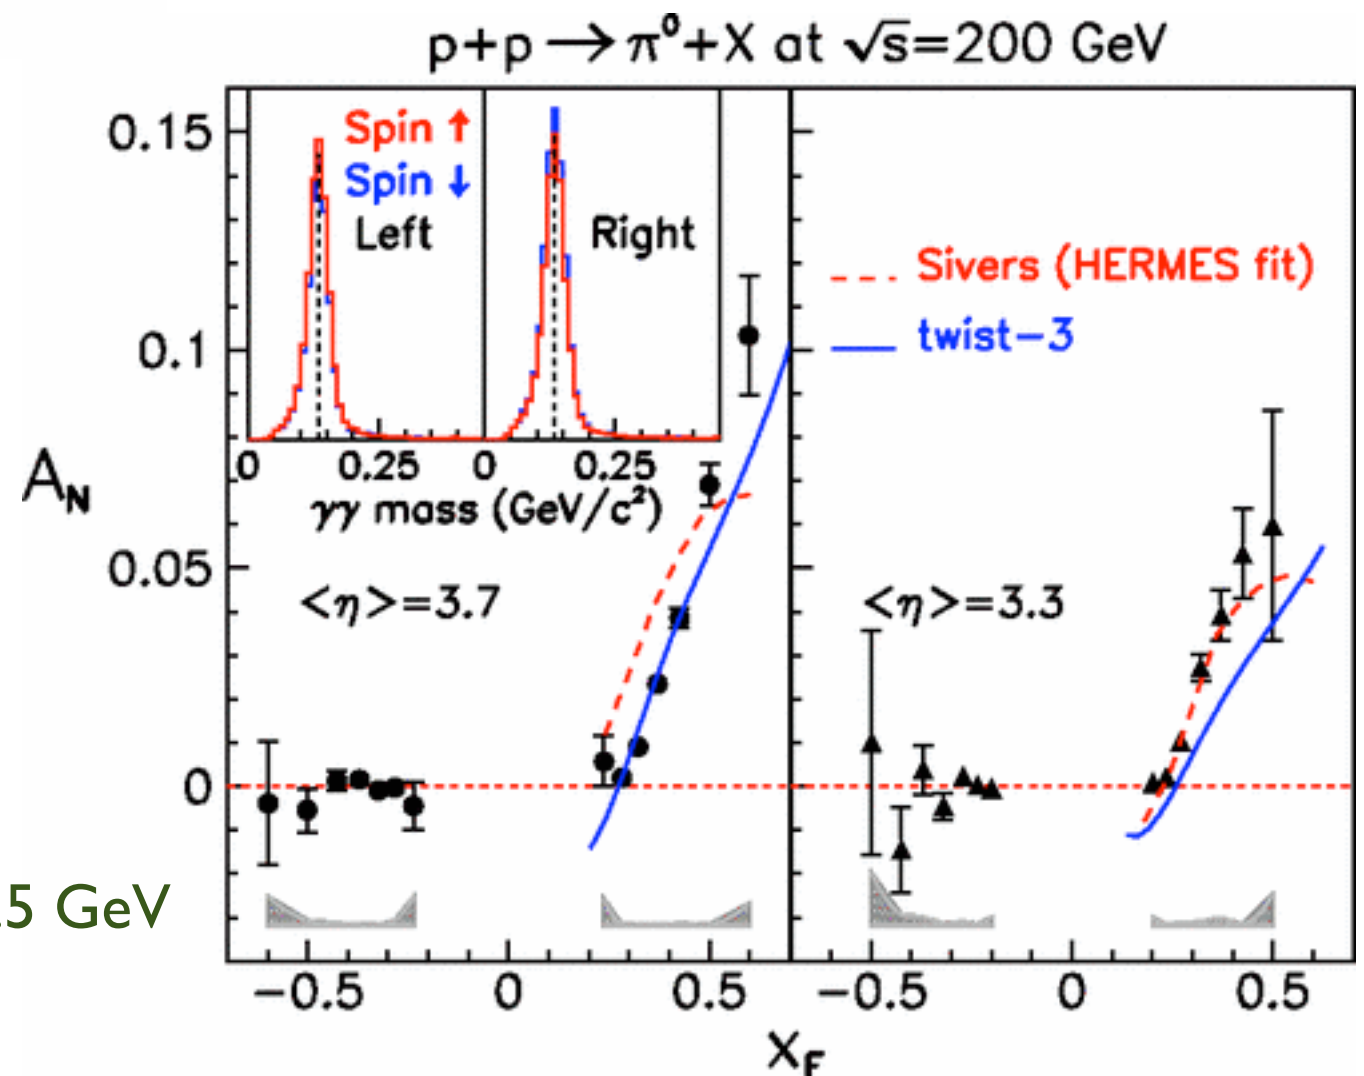 p+p → π⁰+X at √s=200 GeV
0.15
0.1
0.05
0
A_N
Spin ↑
Spin ↓
Left
Right
0 0.25 0 0.25
γγ mass (GeV/c²)
Sivers (HERMES fit)
twist-3
<η>=3.7
<η>=3.3
5 GeV
-0.5 0 0.5 -0.5 0 0.5
x_F